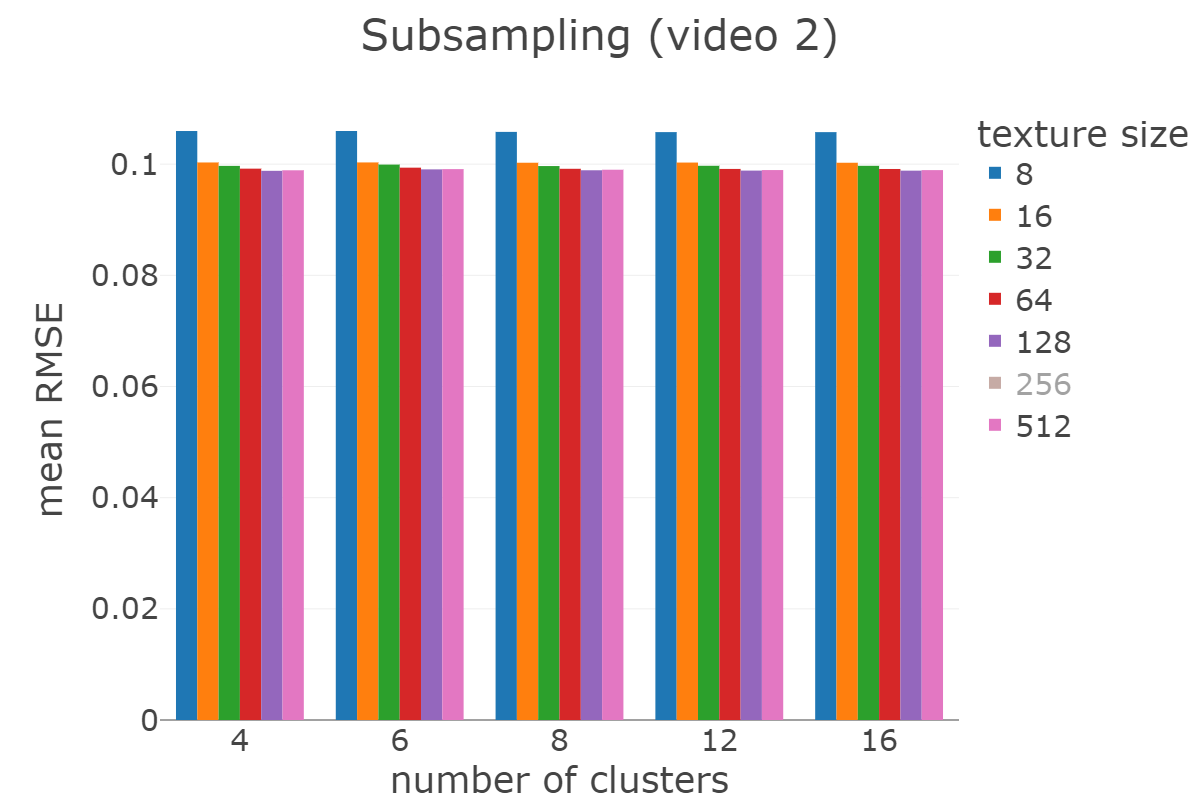 Subsampling (video 2)
texture size
8
16
32
64
128
256
512
mean RMSE
0.1
0.08
0.06
0.04
0.02
0
4 6 8 12 16
number of clusters